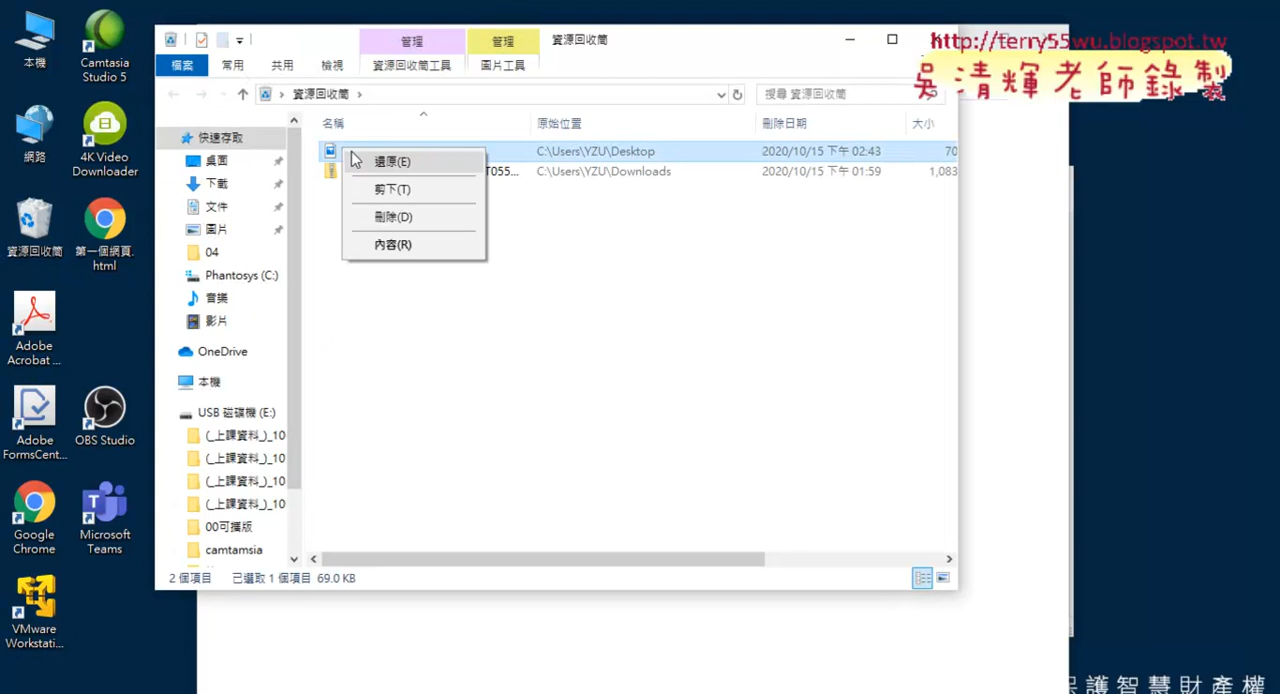 本機
Camtasia
Studio 5
網路
4K Video
Downloader
資源回收筒
第一個網頁.
html
Adobe
Acrobat ...
Adobe
FormsCent...
OBS Studio
Google
Chrome
Microsoft
Teams
VMware
Workstati...
管理
管理
資源回收筒
檔案
常用
共用
檢視
資源回收筒工具
圖片工具
資源回收筒
搜尋 資源回收筒
http://terry55wu.blogspot.tw
吳清輝老師錄製
名稱
原始位置
刪除日期
大小
C:\Users\YZU\Desktop
2020/10/15 下午 02:43
70
T055...
C:\Users\YZU\Downloads
2020/10/15 下午 01:59
1,083
還原(E)
剪下(T)
刪除(D)
內容(R)
快速存取
桌面
下載
文件
圖片
04
Phantosys (C:)
音樂
影片
OneDrive
本機
USB 磁碟機 (E:)
(_上課資料_)_10
(_上課資料_)_10
(_上課資料_)_10
(_上課資料_)_10
00可攜版
camtamsia
2 個項目
已選取 1 個項目 69.0 KB
保護智慧財產權